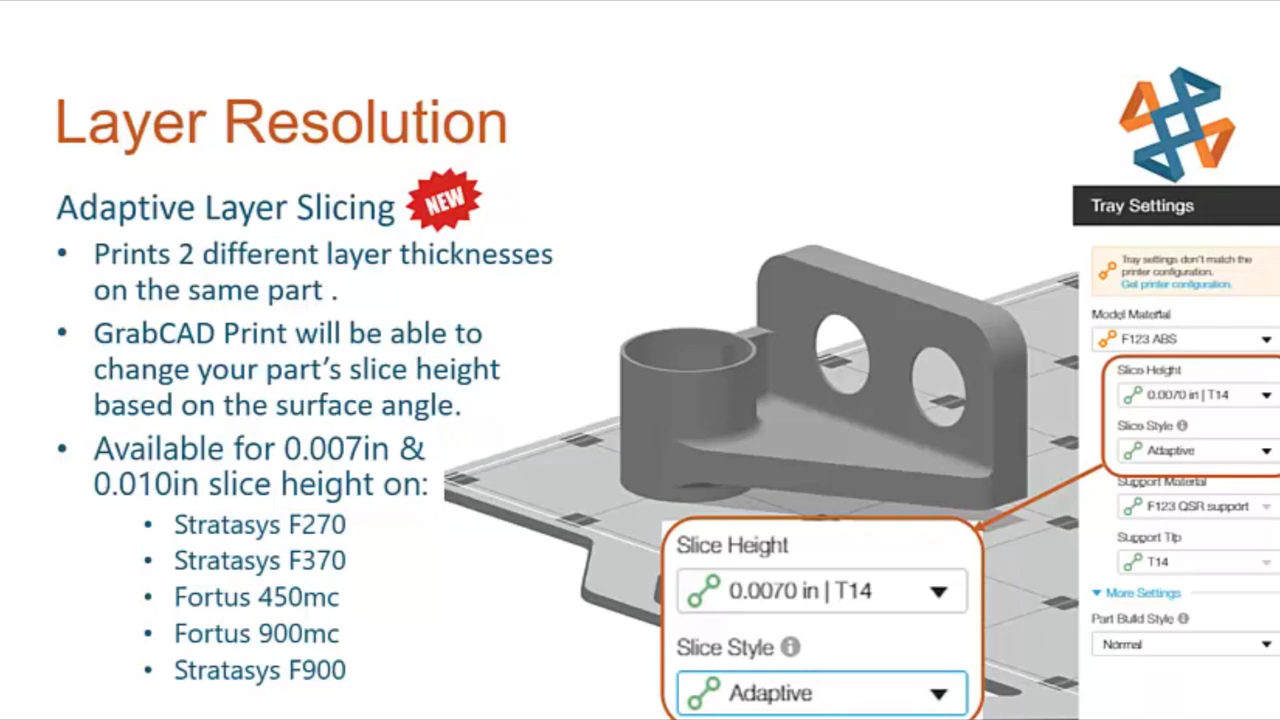 Layer Resolution
Adaptive Layer Slicing NEW
• Prints 2 different layer thicknesses
on the same part .
• GrabCAD Print will be able to
change your part's slice height
based on the surface angle.
• Available for 0.007in &
0.010in slice height on:
• Stratasys F270
• Stratasys F370
• Fortus 450mc
• Fortus 900mc
• Stratasys F900
Slice Height
0.0070 in | T14
Slice Style
Adaptive
Tray Settings
Tray settings don't match the
printer configuration.
Get printer configuration.
Model Material
F123 ABS
Slice Height
0.0070 in | T14
Slice Style
Adaptive
Support Material
F123 QSR support
Support Tip
T14
More Settings
Part Build Style
Normal